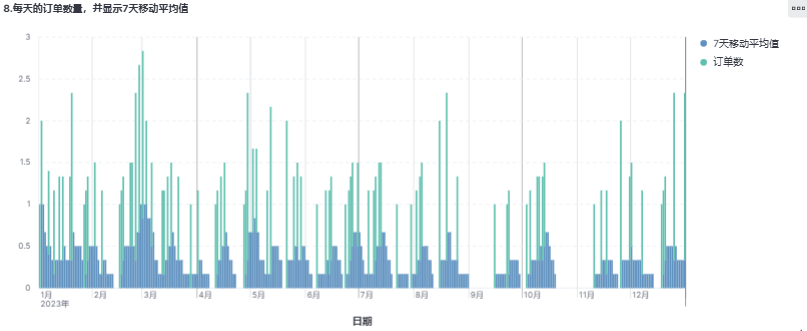 8.每天的订单数量，并显示7天移动平均值
7天移动平均值
订单数
3
2.5
2
1.5
1
0.5
0
1月 2月 3月 4月 5月 6月 7月 8月 9月 10月 11月 12月
2023年
日期